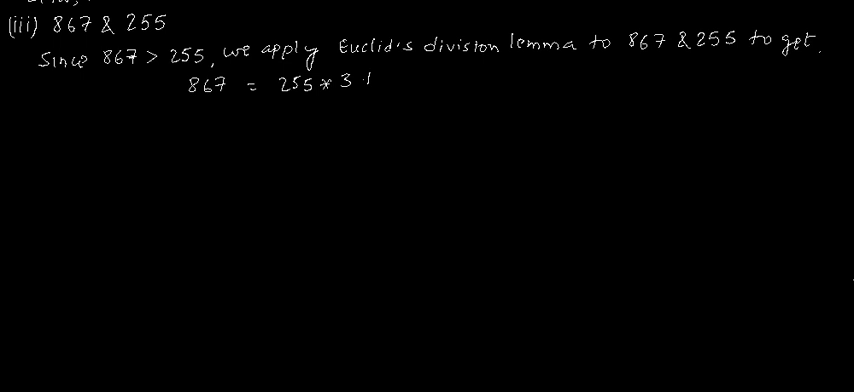 (iii) 867 & 255
Since 867 > 255, we apply Euclid's division lemma to 867 & 255 to get.
867 = 255 * 3